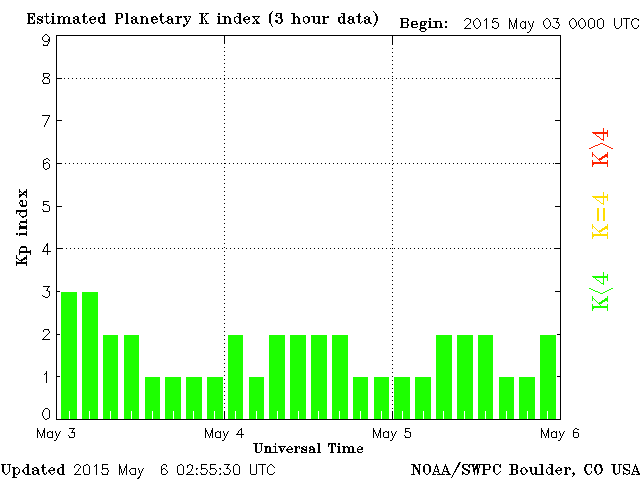 Estimated Planetary K index (3 hour data)
Begin: 2015 May 03 0000 UTC
9
8
7
6
5
4
3
2
1
0
Kp index
K>4
K=4
K<4
May 3
May 4
May 5
May 6
Universal Time
Updated 2015 May 6 02:55:30 UTC
NOAA/SWPC Boulder, CO USA